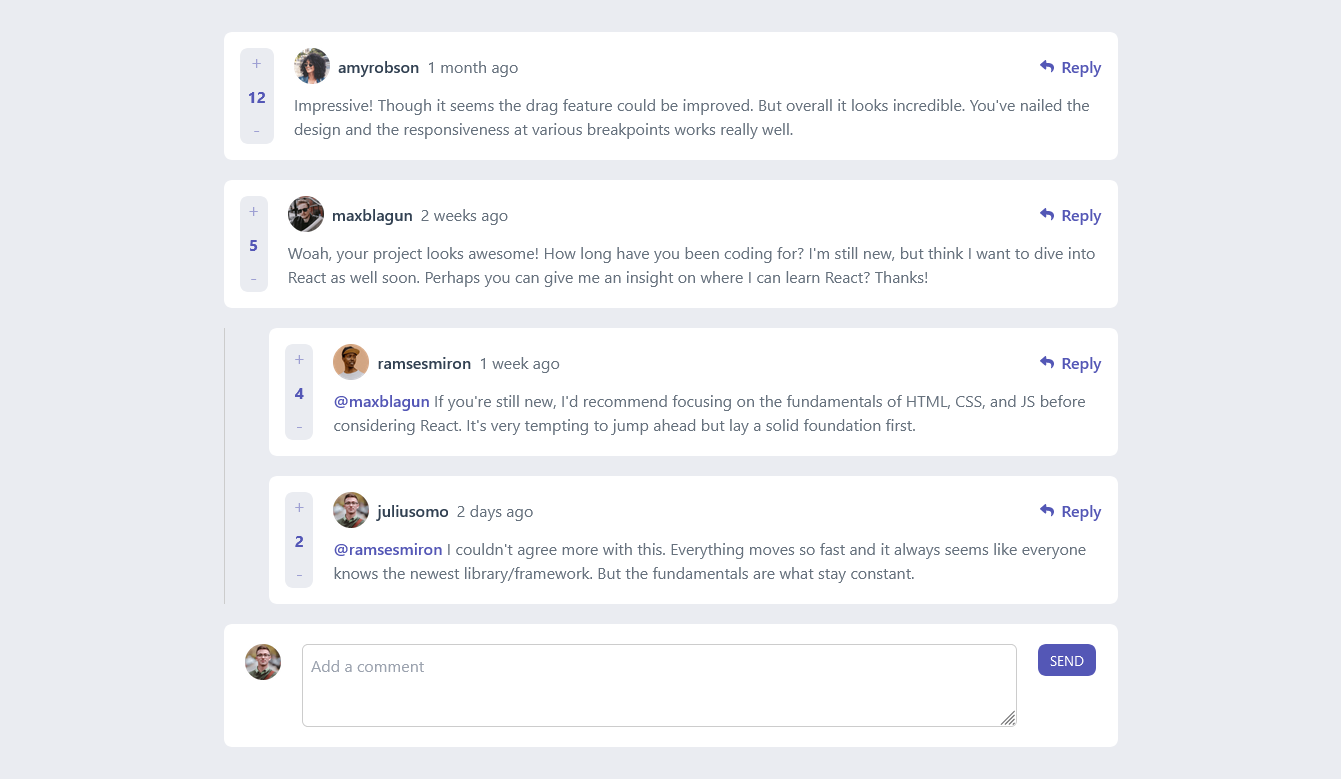 +
amyrobson 1 month ago Reply
12
Impressive! Though it seems the drag feature could be improved. But overall it looks incredible. You've nailed the
design and the responsiveness at various breakpoints works really well.
-
+
maxblagun 2 weeks ago Reply
5
Woah, your project looks awesome! How long have you been coding for? I'm still new, but think I want to dive into
React as well soon. Perhaps you can give me an insight on where I can learn React? Thanks!
-
+
ramsesmiron 1 week ago Reply
4
@maxblagun If you're still new, I'd recommend focusing on the fundamentals of HTML, CSS, and JS before
considering React. It's very tempting to jump ahead but lay a solid foundation first.
-
+
juliusomo 2 days ago Reply
2
@ramsesmiron I couldn't agree more with this. Everything moves so fast and it always seems like everyone
knows the newest library/framework. But the fundamentals are what stay constant.
-
Add a comment
SEND